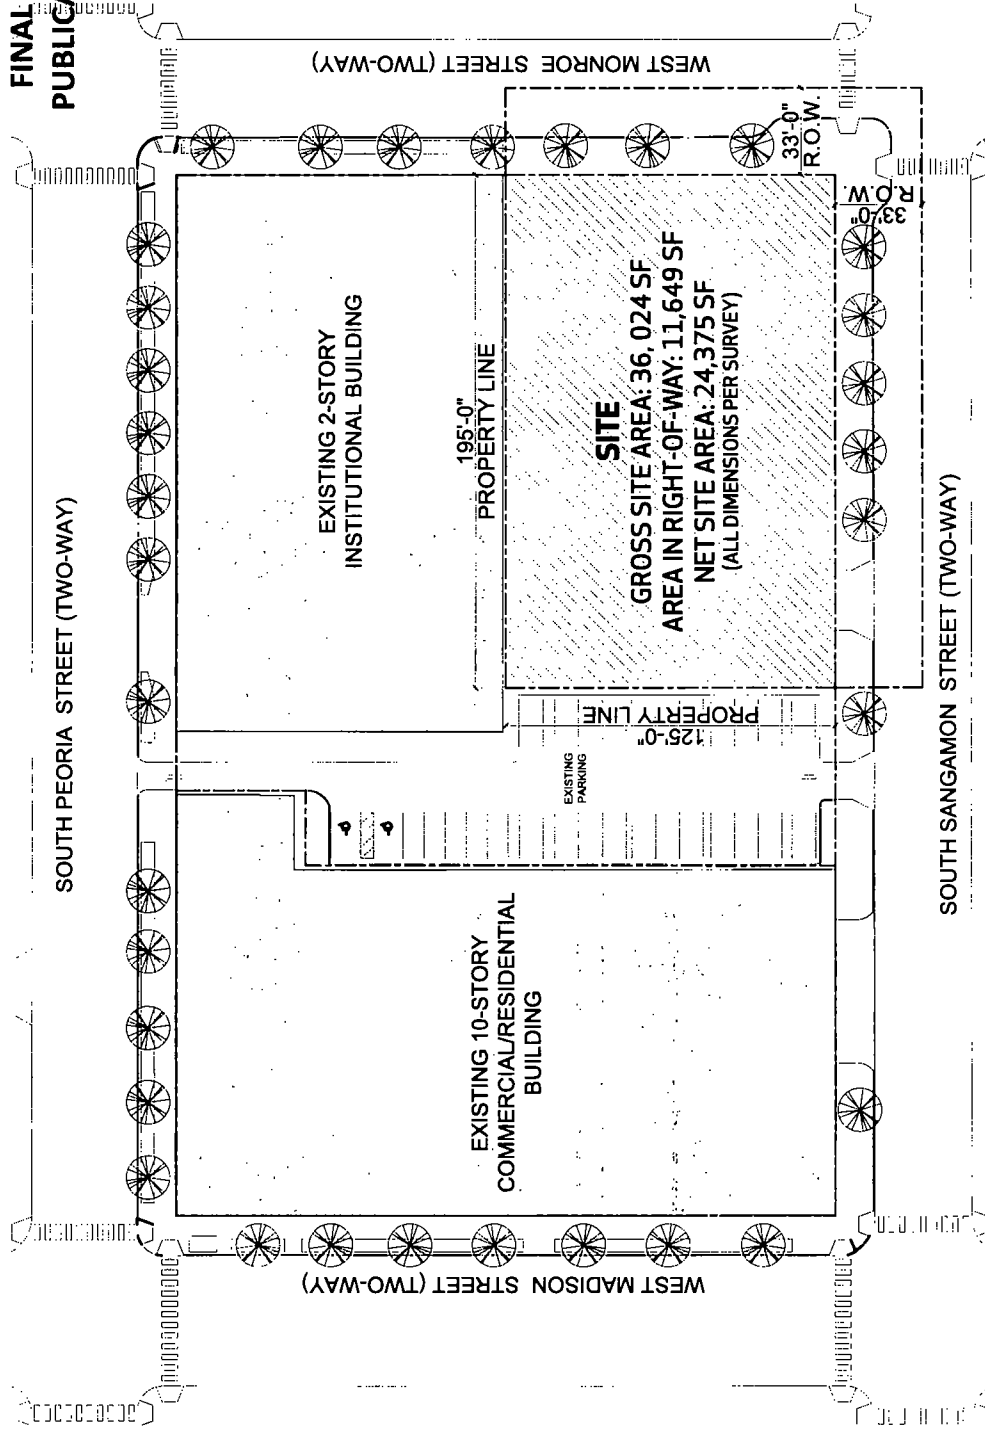 FINAL
PUBLICA
SOUTH PEORIA STREET (TWO-WAY)
WEST MONROE STREET (TWO-WAY)
EXISTING 2-STORY
INSTITUTIONAL BUILDING
195'-0"
PROPERTY LINE
33'-0"
R.O.W.
33'-0"
R.O.W.
SITE
GROSS SITE AREA: 36, 024 SF
AREA IN RIGHT-OF-WAY: 11,649 SF
NET SITE AREA: 24,375 SF
(ALL DIMENSIONS PER SURVEY)
125'-0"
PROPERTY LINE
EXISTING
PARKING
EXISTING 10-STORY
COMMERCIAL/RESIDENTIAL
BUILDING
WEST MADISON STREET (TWO-WAY)
SOUTH SANGAMON STREET (TWO-WAY)